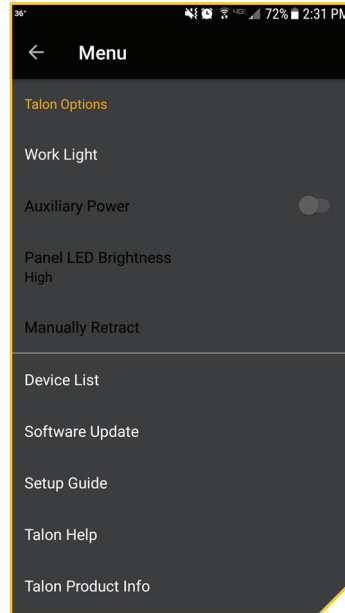 36°
4G 72% 2:31 PM
Menu
Talon Options
Work Light
Auxiliary Power
Panel LED Brightness
High
Manually Retract
Device List
Software Update
Setup Guide
Talon Help
Talon Product Info